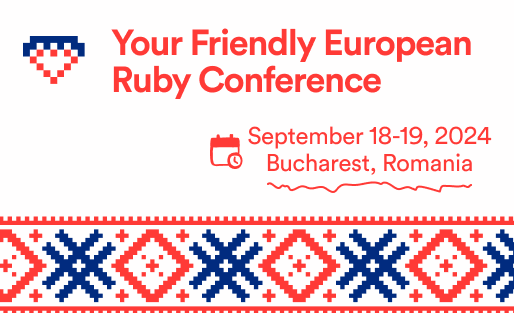 Your Friendly European
Ruby Conference
September 18-19, 2024
Bucharest, Romania